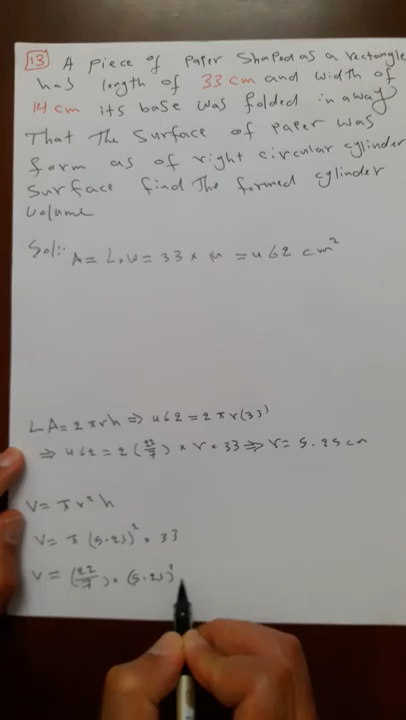 13 A piece of Paper Shaped as a rectangle
has length of 33 cm and width of
14 cm its base was folded in a way
That The Surface of paper was
form as of right circular cylinder
Surface find The formed cylinder
Volume
Sol:- A = L . W = 33 × 14 = 462 cm²
LA = 2πrh ⇒ 462 = 2πr(33)
⇒ 462 = 2 (22/7) × r × 33 ⇒ r = 5.25 cm
V = πr²h
V = π (5.25)² × 33
V = (22/7) × (5.25)²